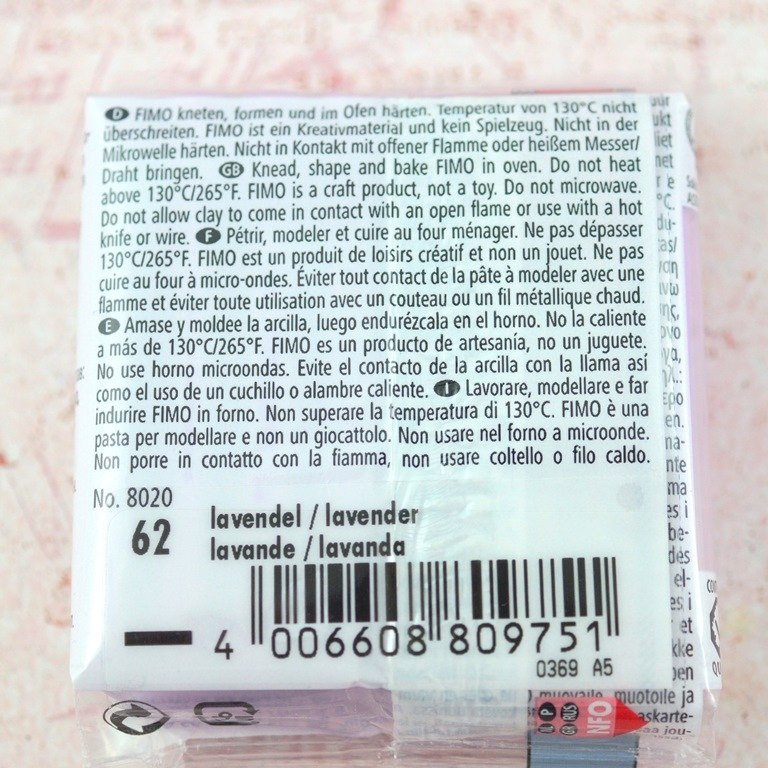 D FIMO kneten, formen und im Ofen härten. Temperatur von 130°C nicht
überschreiten. FIMO ist ein Kreativmaterial und kein Spielzeug. Nicht in der
Mikrowelle härten. Nicht in Kontakt mit offener Flamme oder heißem Messer/
Draht bringen. GB Knead, shape and bake FIMO in oven. Do not heat
above 130°C/265°F. FIMO is a craft product, not a toy. Do not microwave.
Do not allow clay to come in contact with an open flame or use with a hot
knife or wire. F Pétrir, modeler et cuire au four ménager. Ne pas dépasser
130°C/265°F. FIMO est un produit de loisirs créatif et non un jouet. Ne pas
cuire au four à micro-ondes. Éviter tout contact de la pâte à modeler avec une
flamme et éviter toute utilisation avec un couteau ou un fil métallique chaud.
E Amase y moldee la arcilla, luego endurézcala en el horno. No la caliente
a más de 130°C/265°F. FIMO es un producto de artesanía, no un juguete.
No use horno microondas. Evite el contacto de la arcilla con la llama así
como el uso de un cuchillo o alambre caliente. I Lavorare, modellare e far
indurire FIMO in forno. Non superare la temperatura di 130°C. FIMO è una
pasta per modellare e non un giocattolo. Non usare nel forno a microonde.
Non porre in contatto con la fiamma, non usare coltello o filo caldo.
No. 8020
62
lavendel / lavender
lavande / lavanda
4 006608 809751
0369 A5
muotoile ja